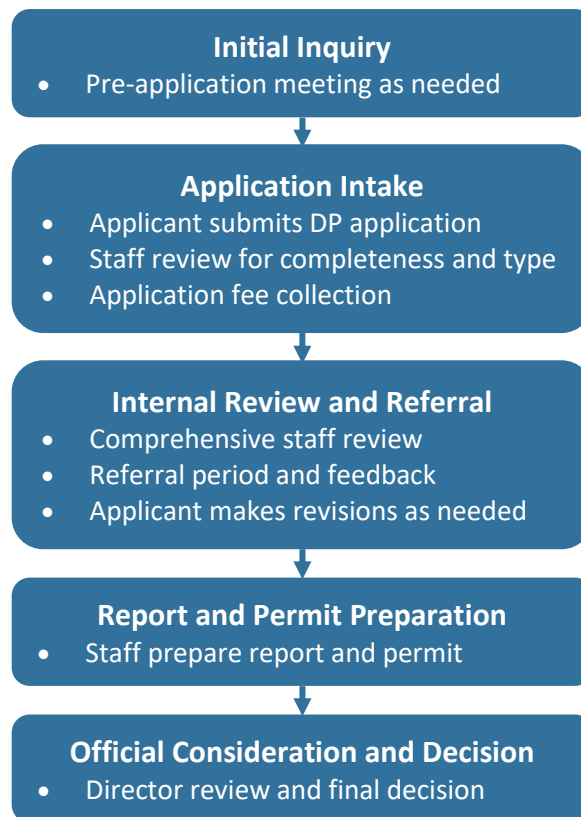 Initial Inquiry
• Pre-application meeting as needed
Application Intake
• Applicant submits DP application
• Staff review for completeness and type
• Application fee collection
Internal Review and Referral
• Comprehensive staff review
• Referral period and feedback
• Applicant makes revisions as needed
Report and Permit Preparation
• Staff prepare report and permit
Official Consideration and Decision
• Director review and final decision